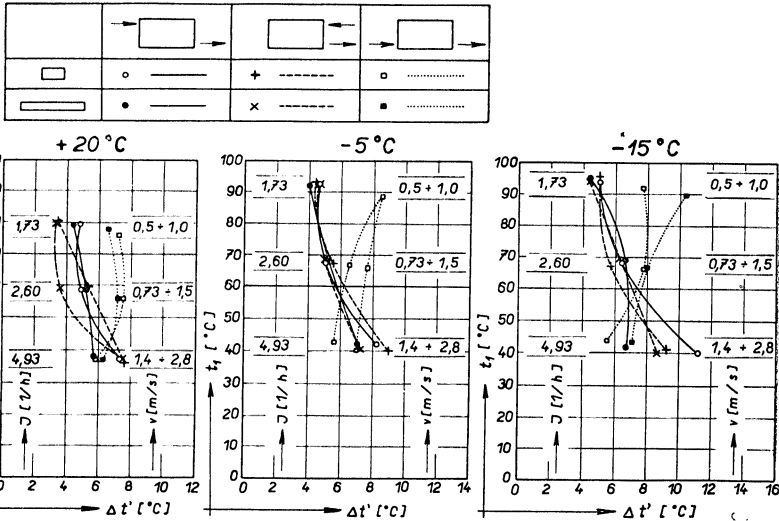 +20°C
-5°C
-15°C
100
90
80
70
60
50
40
30
20
10
0
1,73
0,5 ÷ 1,0
2,60
0,73 ÷ 1,5
4,93
1,4 ÷ 2,8
J [1/h]
v [m/s]
t₁ [°C]
0 2 4 6 8 10 12
Δt' [°C]
100
90
80
70
60
50
40
30
20
10
0
1,73
0,5 ÷ 1,0
2,60
0,73 ÷ 1,5
4,93
1,4 ÷ 2,8
J [1/h]
v [m/s]
t₁ [°C]
0 2 4 6 8 10 12 14
Δt' [°C]
1,73
0,5 ÷ 1,0
2,60
0,73 ÷ 1,5
4,93
1,4 ÷ 2,8
J [1/h]
v [m/s]
0 2 4 6 8 10 12 14 16
Δt' [°C]